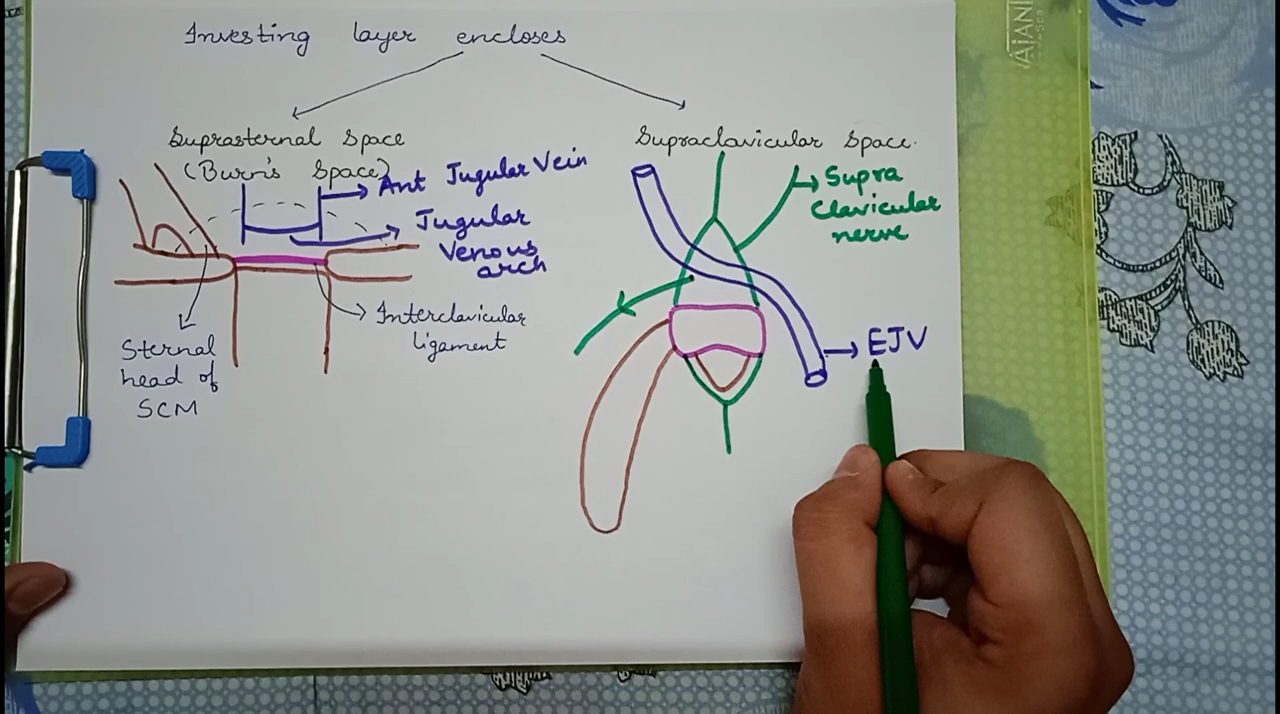 Investing layer encloses
Suprasternal Space
(Burn's Space)
Ant Jugular Vein
Jugular
Venous
arch
Interclavicular
ligament
Sternal
head of
SCM
Supraclavicular Space.
Supra
Clavicular
nerve
EJV
AJANI